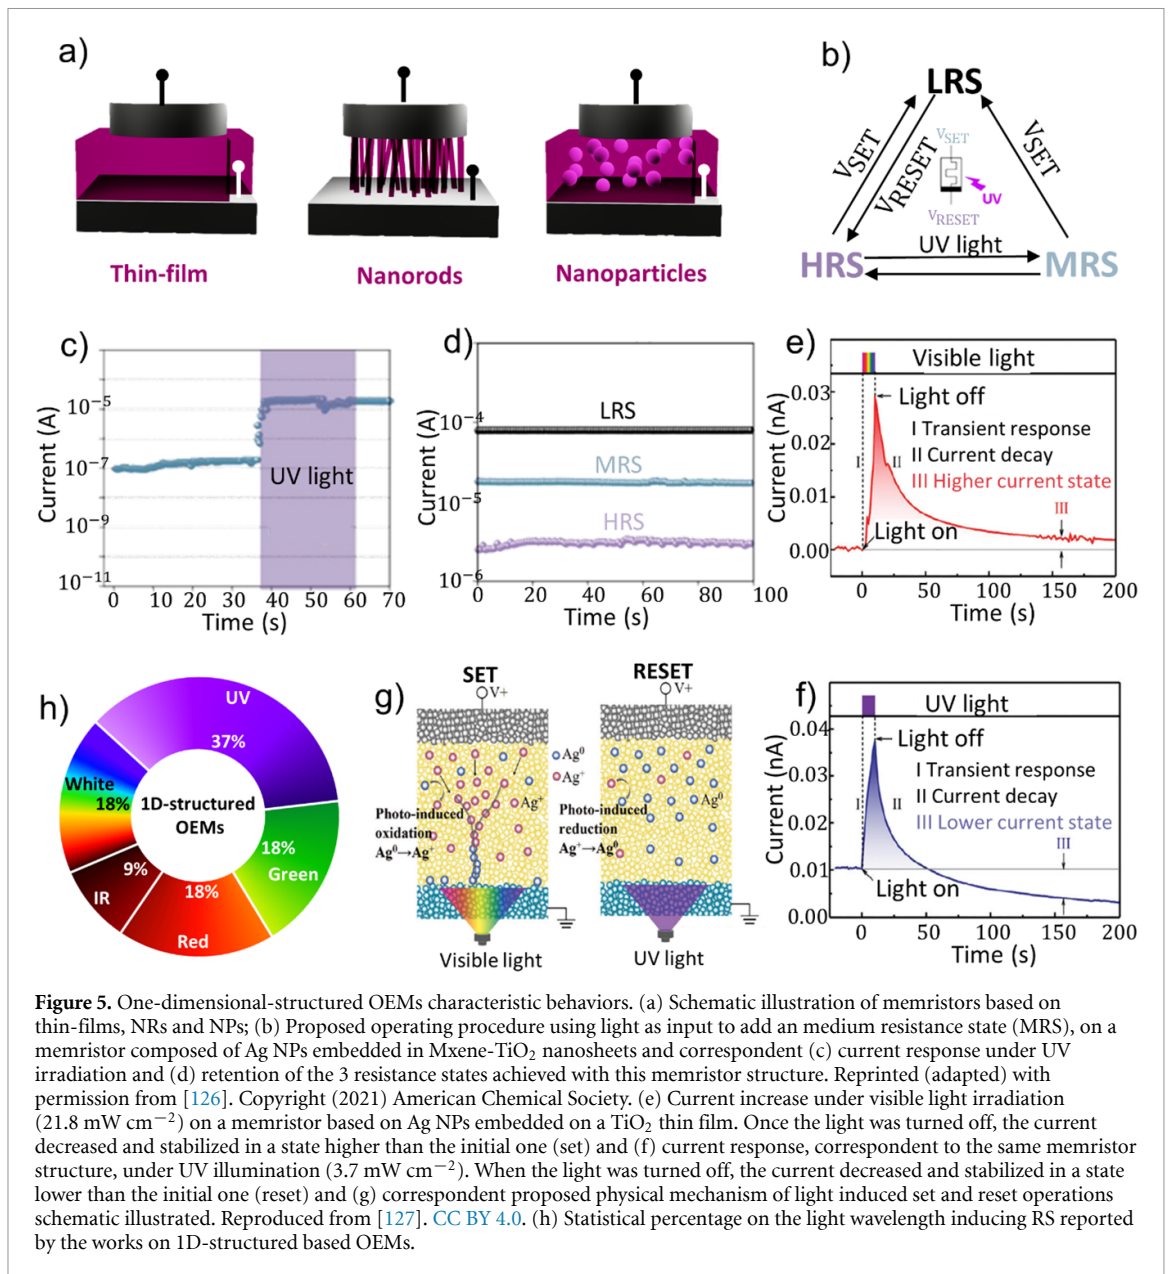 a)
Thin-film
Nanorods
Nanoparticles
b)
LRS
VSET
VRESET
VSET
VSET
UV
VRESET
UV light
HRS
MRS
c)
Current (A)
10−5
10−7
10−9
10−11
UV light
0 10 20 30 40 50 60 70
Time (s)
d)
Current (A)
10−4
10−5
10−6
LRS
MRS
HRS
0 20 40 60 80 100
Time (s)
e)
Visible light
Current (nA)
0.03
0.02
0.01
0.00
Light off
I Transient response
II Current decay
III Higher current state
I
II
III
Light on
0 50 100 150 200
Time (s)
h)
UV
37%
White
18%
1D-structured
OEMs
18%
Green
9%
IR
18%
Red
g)
SET
V+
RESET
V+
Ag0
Ag+
Ag+
Ag0
Photo-induced
oxidation
Ag0→Ag+
Photo-induced
reduction
Ag+→Ag0
Visible light
UV light
f)
UV light
Current (nA)
0.04
0.03
0.02
0.01
0.00
Light off
I Transient response
II Current decay
III Lower current state
I
II
III
Light on
0 50 100 150 200
Time (s)
Figure 5. One-dimensional-structured OEMs characteristic behaviors. (a) Schematic illustration of memristors based on
thin-films, NRs and NPs; (b) Proposed operating procedure using light as input to add an medium resistance state (MRS), on a
memristor composed of Ag NPs embedded in Mxene-TiO2 nanosheets and correspondent (c) current response under UV
irradiation and (d) retention of the 3 resistance states achieved with this memristor structure. Reprinted (adapted) with
permission from [126]. Copyright (2021) American Chemical Society. (e) Current increase under visible light irradiation
(21.8 mW cm−2) on a memristor based on Ag NPs embedded on a TiO2 thin film. Once the light was turned off, the current
decreased and stabilized in a state higher than the initial one (set) and (f) current response, correspondent to the same memristor
structure, under UV illumination (3.7 mW cm−2). When the light was turned off, the current decreased and stabilized in a state
lower than the initial one (reset) and (g) correspondent proposed physical mechanism of light induced set and reset operations
schematic illustrated. Reproduced from [127]. CC BY 4.0. (h) Statistical percentage on the light wavelength inducing RS reported
by the works on 1D-structured based OEMs.